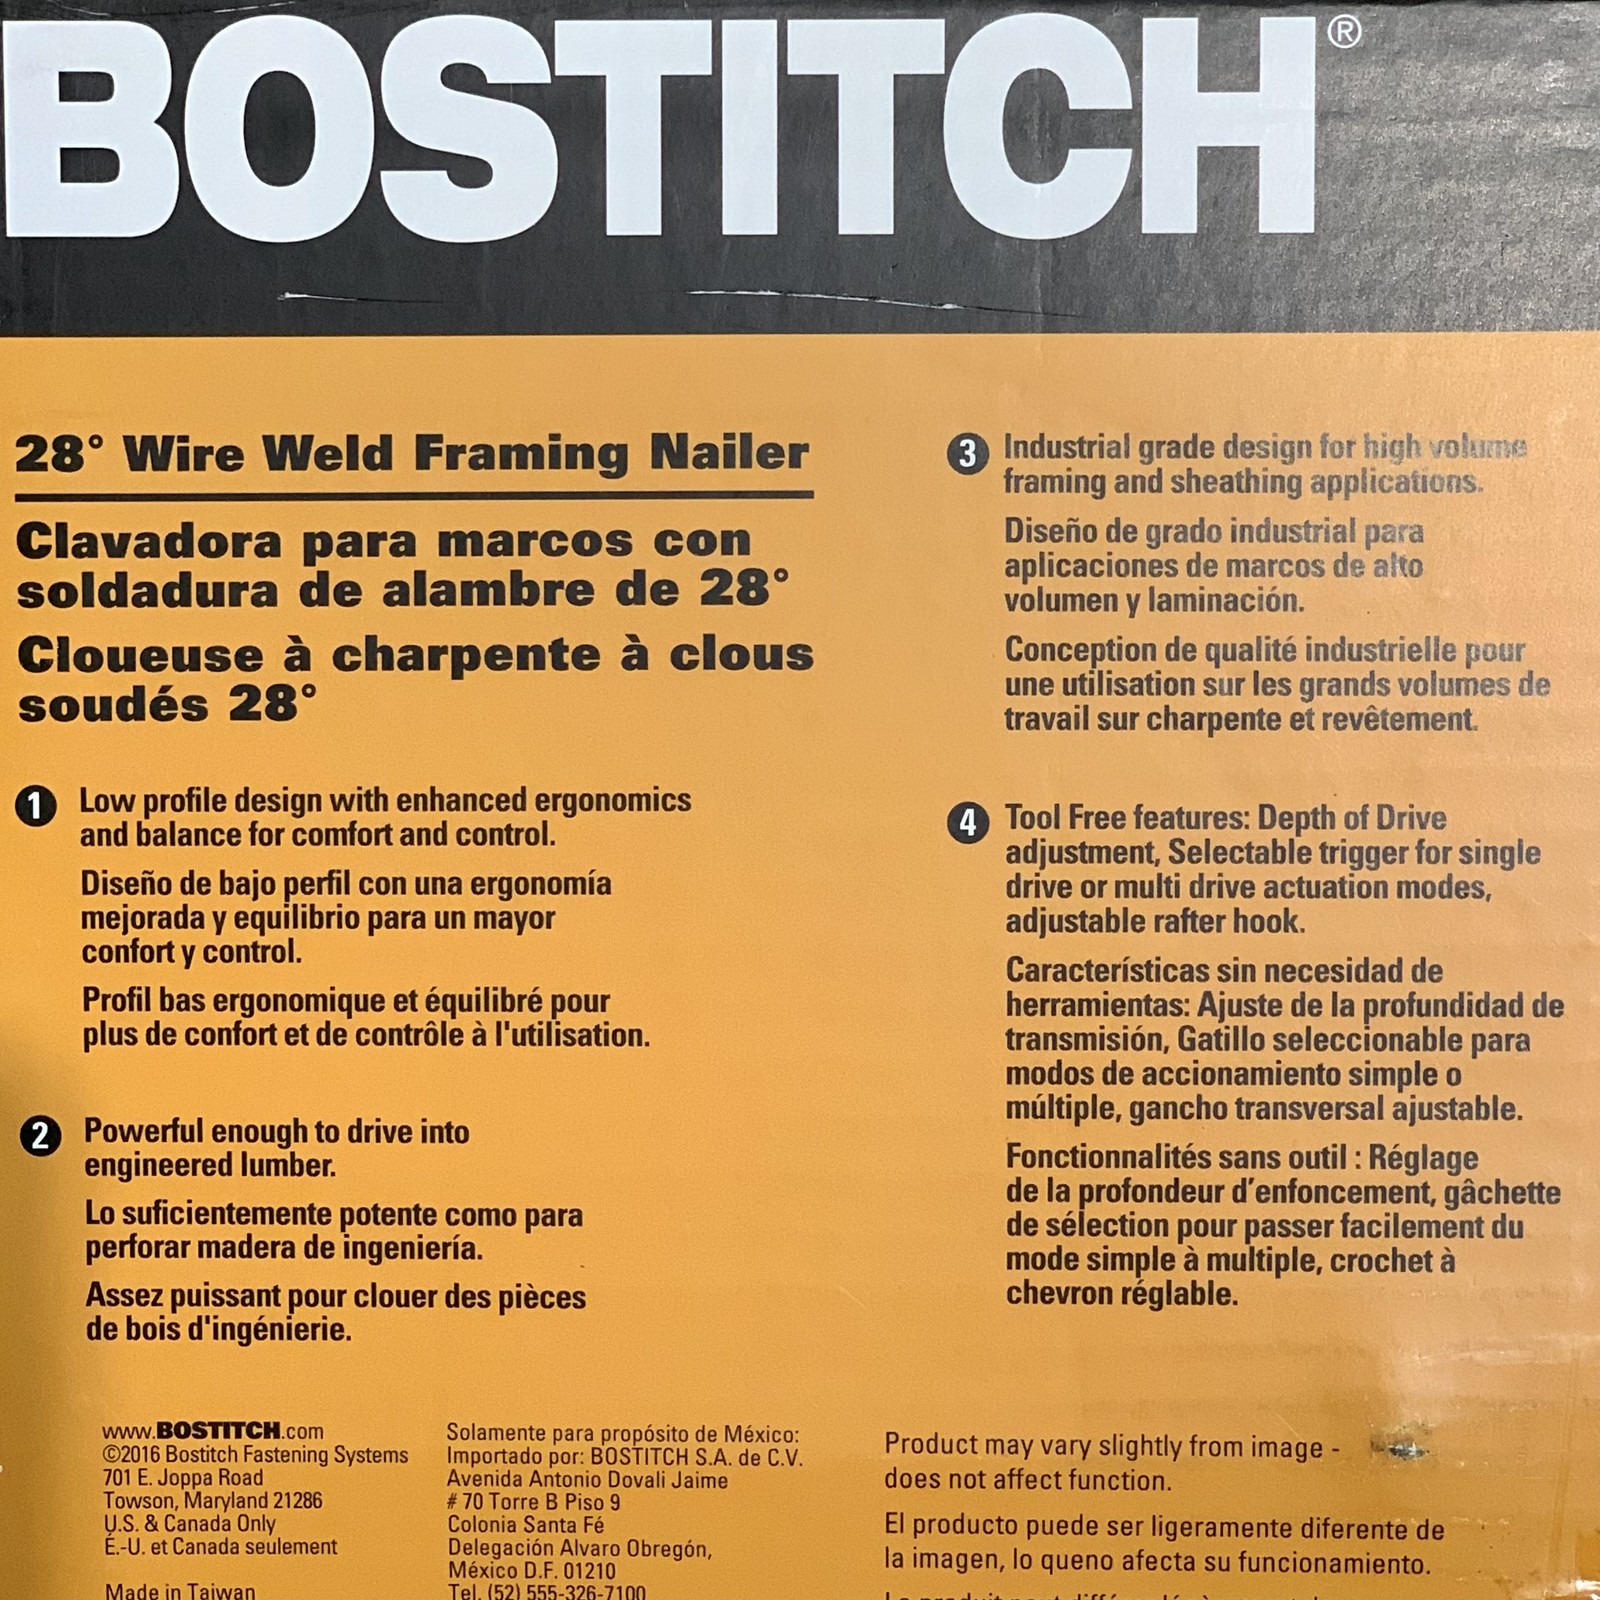 BOSTITCH®
28° Wire Weld Framing Nailer
Clavadora para marcos con
soldadura de alambre de 28°
Cloueuse à charpente à clous
soudés 28°
1 Low profile design with enhanced ergonomics
and balance for comfort and control.
Diseño de bajo perfil con una ergonomía
mejorada y equilibrio para un mayor
confort y control.
Profil bas ergonomique et équilibré pour
plus de confort et de contrôle à l'utilisation.
2 Powerful enough to drive into
engineered lumber.
Lo suficientemente potente como para
perforar madera de ingeniería.
Assez puissant pour clouer des pièces
de bois d'ingénierie.
3 Industrial grade design for high volume
framing and sheathing applications.
Diseño de grado industrial para
aplicaciones de marcos de alto
volumen y laminación.
Conception de qualité industrielle pour
une utilisation sur les grands volumes de
travail sur charpente et revêtement.
4 Tool Free features: Depth of Drive
adjustment, Selectable trigger for single
drive or multi drive actuation modes,
adjustable rafter hook.
Características sin necesidad de
herramientas: Ajuste de la profundidad de
transmisión, Gatillo seleccionable para
modos de accionamiento simple o
múltiple, gancho transversal ajustable.
Fonctionnalités sans outil : Réglage
de la profondeur d’enfoncement, gâchette
de sélection pour passer facilement du
mode simple à multiple, crochet à
chevron réglable.
www.BOSTITCH.com
©2016 Bostitch Fastening Systems
701 E. Joppa Road
Towson, Maryland 21286
U.S. & Canada Only
É.-U. et Canada seulement
Made in Taiwan
Solamente para propósito de México:
Importado por: BOSTITCH S.A. de C.V.
Avenida Antonio Dovali Jaime
# 70 Torre B Piso 9
Colonia Santa Fé
Delegación Alvaro Obregón,
México D.F. 01210
Tel. (52) 555-326-7100
Product may vary slightly from image -
does not affect function.
El producto puede ser ligeramente diferente de
la imagen, lo queno afecta su funcionamiento.